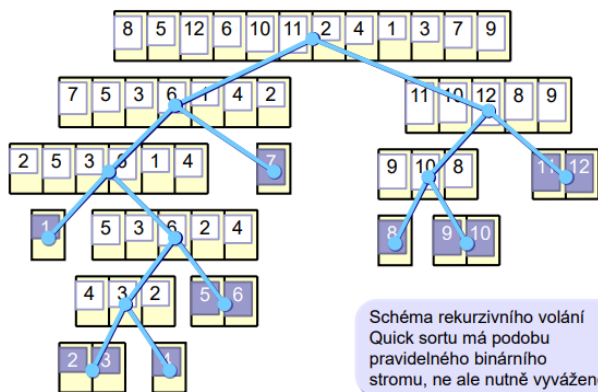 8 5 12 6 10 11 2 4 1 3 7 9
7 5 3 6 1 4 2
11 10 12 8 9
2 5 3 6 1 4
7
9 10 8
11 12
1
5 3 6 2 4
8
9 10
4 3 2
5 6
2 3
4
Schéma rekurzivního volání
Quick sortu má podobu
pravidelného binárního
stromu, ne ale nutně vyvážen